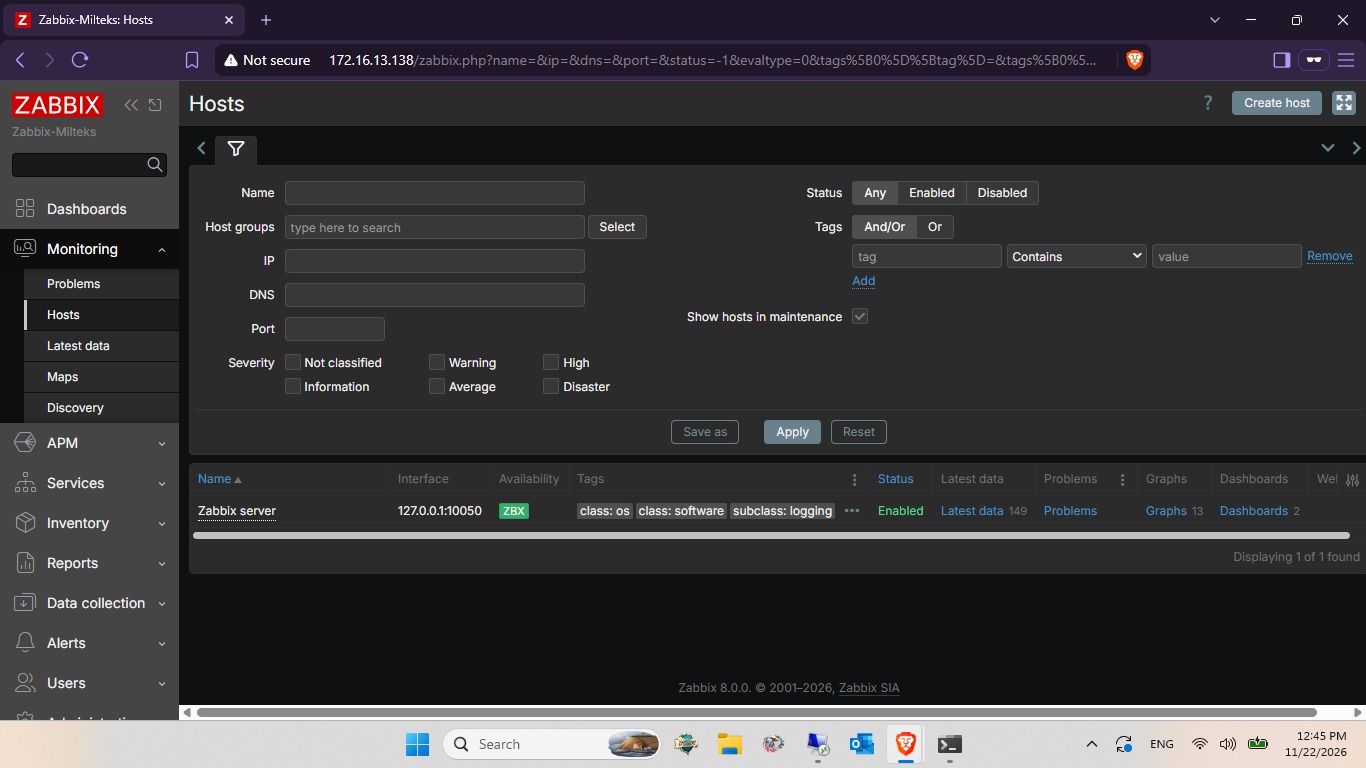 Zabbix-Milteks: Hosts
Not secure 172.16.13.138/zabbix.php?name=&ip=&dns=&port=&status=-1&evaltype=0&tags%5B0%5D%5Btag%5D=&tags%5B0%5...
ZABBIX
Zabbix-Milteks
Dashboards
Monitoring
Problems
Hosts
Latest data
Maps
Discovery
APM
Services
Inventory
Reports
Data collection
Alerts
Users
Hosts
? Create host
Name
Host groups type here to search Select
IP
DNS
Port
Severity Not classified Warning High
Information Average Disaster
Status Any Enabled Disabled
Tags And/Or Or
tag Contains value Remove
Add
Show hosts in maintenance
Save as Apply Reset
Name Interface Availability Tags Status Latest data Problems Graphs Dashboards
Zabbix server 127.0.0.1:10050 ZBX class: os class: software subclass: logging Enabled Latest data 149 Problems Graphs 13 Dashboards 2
Displaying 1 of 1 found
Zabbix 8.0.0. © 2001–2026, Zabbix SIA
Search
ENG
12:45 PM
11/22/2026